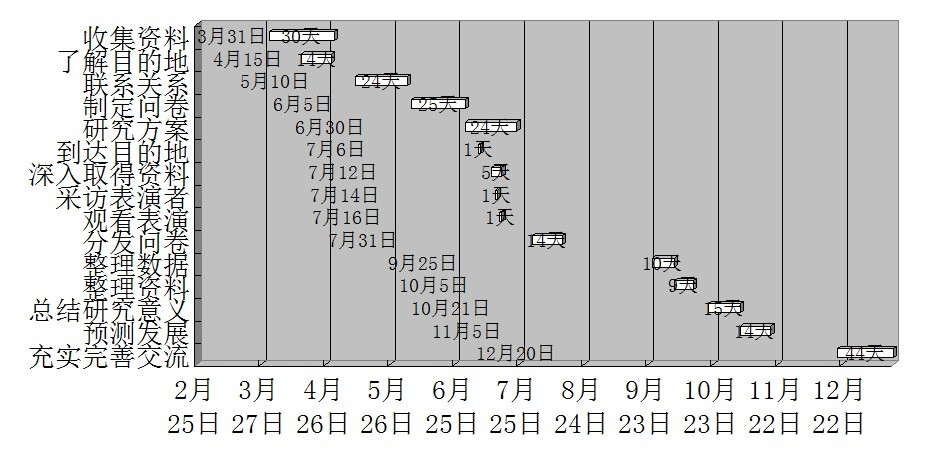 收集资料 3月31日 30天
了解目的地 4月15日 14天
联系关系 5月10日 24天
制定问卷 6月5日 25天
研究方案 6月30日 24天
到达目的地 7月6日 1天
深入取得资料 7月12日 5天
采访表演者 7月14日 1天
观看表演 7月16日 1天
分发问卷 7月31日 14天
整理数据 9月25日 10天
整理资料 10月5日 9天
总结研究意义 10月21日 15天
预测发展 11月5日 14天
充实完善交流 12月20日 44天
2月 3月 4月 5月 6月 7月 8月 9月 10月 11月 12月
25日 27日 26日 26日 25日 25日 24日 23日 23日 22日 22日